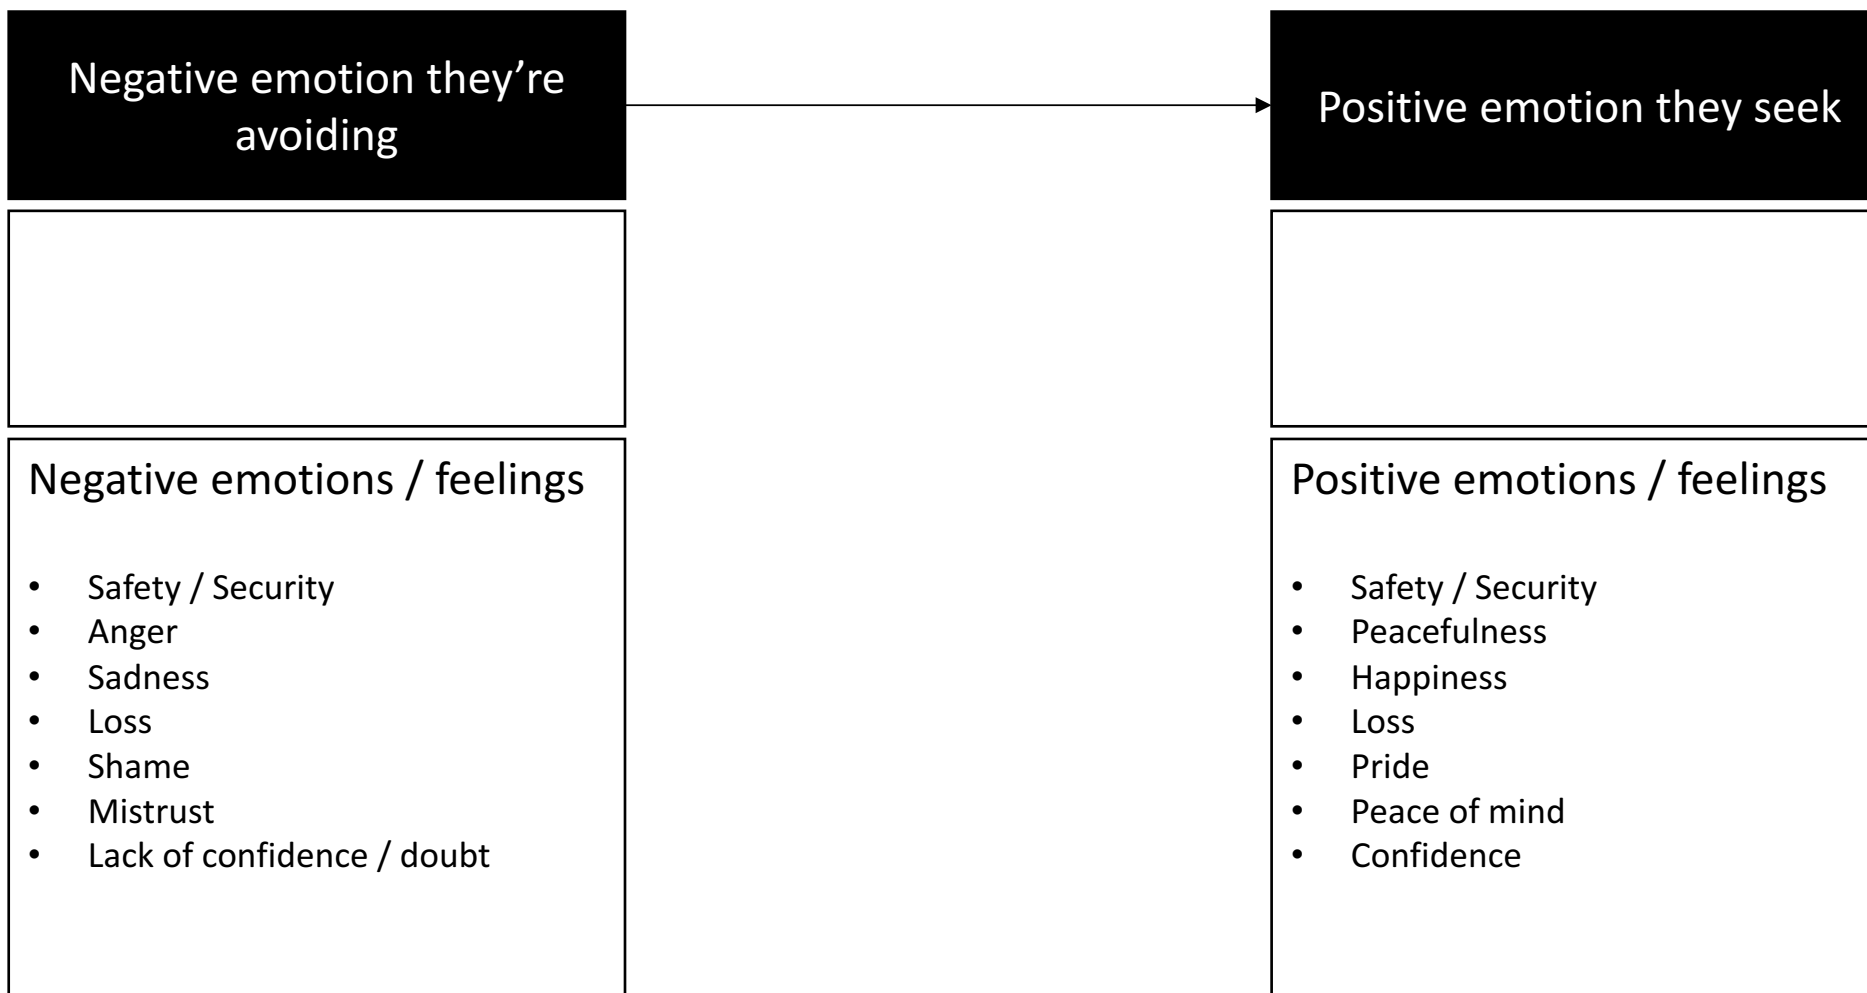 Negative emotion they’re
avoiding
Positive emotion they seek
Negative emotions / feelings
• Safety / Security
• Anger
• Sadness
• Loss
• Shame
• Mistrust
• Lack of confidence / doubt
Positive emotions / feelings
• Safety / Security
• Peacefulness
• Happiness
• Loss
• Pride
• Peace of mind
• Confidence